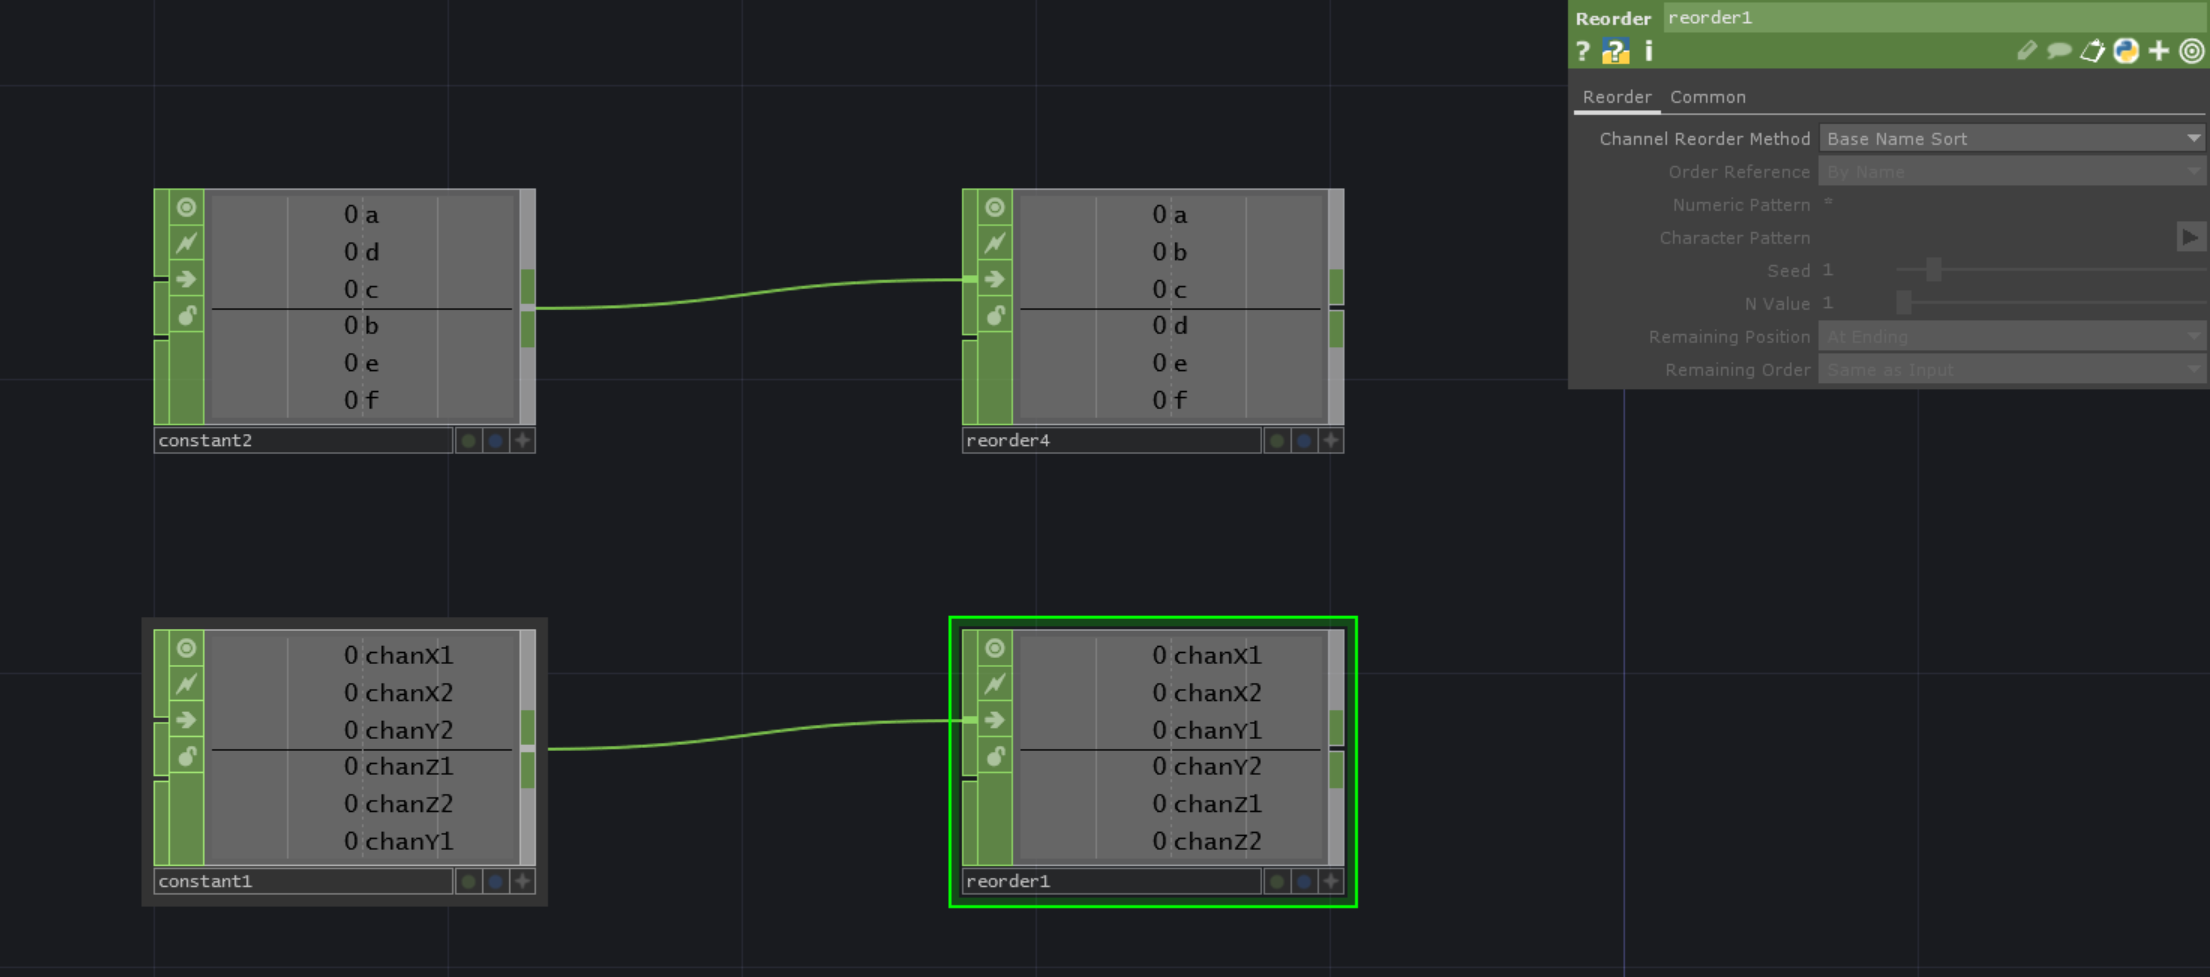 Reorder reorder1
? ? i
Reorder Common
Channel Reorder Method Base Name Sort
Order Reference By Name
Numeric Pattern *
Character Pattern
Seed 1
N Value 1
Remaining Position At Ending
Remaining Order Same as Input
0 a
0 d
0 c
0 b
0 e
0 f
constant2
0 a
0 b
0 c
0 d
0 e
0 f
reorder4
0 chanX1
0 chanX2
0 chanY2
0 chanZ1
0 chanZ2
0 chanY1
constant1
0 chanX1
0 chanX2
0 chanY1
0 chanY2
0 chanZ1
0 chanZ2
reorder1